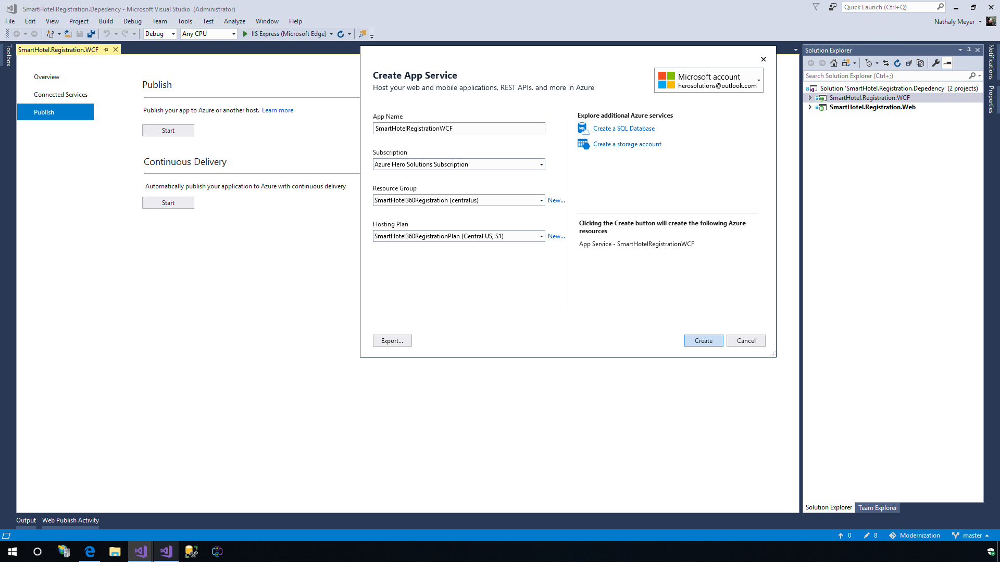 SmartHotel.Registration.Depedency - Microsoft Visual Studio (Administrator)
Quick Launch (Ctrl+Q)
File Edit View Project Build Debug Team Tools Test Analyze Window Help
Nathaly Meyer
Debug Any CPU IIS Express (Microsoft Edge)
Toolbox
SmartHotel.Registration.WCF
Overview
Connected Services
Publish
Publish
Publish your app to Azure or another host. Learn more
Start
Continuous Delivery
Automatically publish your application to Azure with continuous delivery
Start
Create App Service
Host your web and mobile applications, REST APIs, and more in Azure
Microsoft account
herosolutions@outlook.com
App Name
SmartHotelRegistrationWCF
Subscription
Azure Hero Solutions Subscription
Resource Group
SmartHotel360Registration (centralus) New...
Hosting Plan
SmartHotel360RegistrationPlan (Central US, S1) New...
Explore additional Azure services
SQL
Create a SQL Database
Create a storage account
Clicking the Create button will create the following Azure
resources
App Service - SmartHotelRegistrationWCF
Export...
Create
Cancel
Solution Explorer
Search Solution Explorer (Ctrl+;)
Solution 'SmartHotel.Registration.Depedency' (2 projects)
SmartHotel.Registration.WCF
SmartHotel.Registration.Web
Solution Explorer Team Explorer
Notifications
Properties
Output Web Publish Activity
0 8 Modernization master